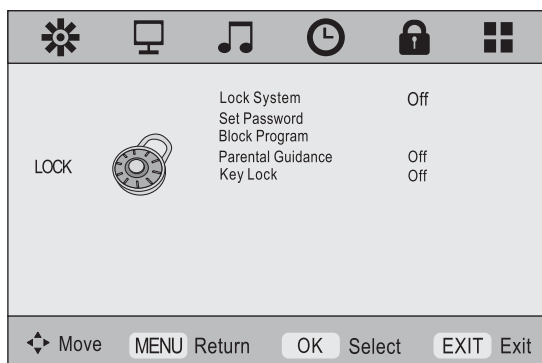 Lock System Off
Set Password
Block Program
Parental Guidance Off
Key Lock Off
LOCK
Move MENU Return OK Select EXIT Exit